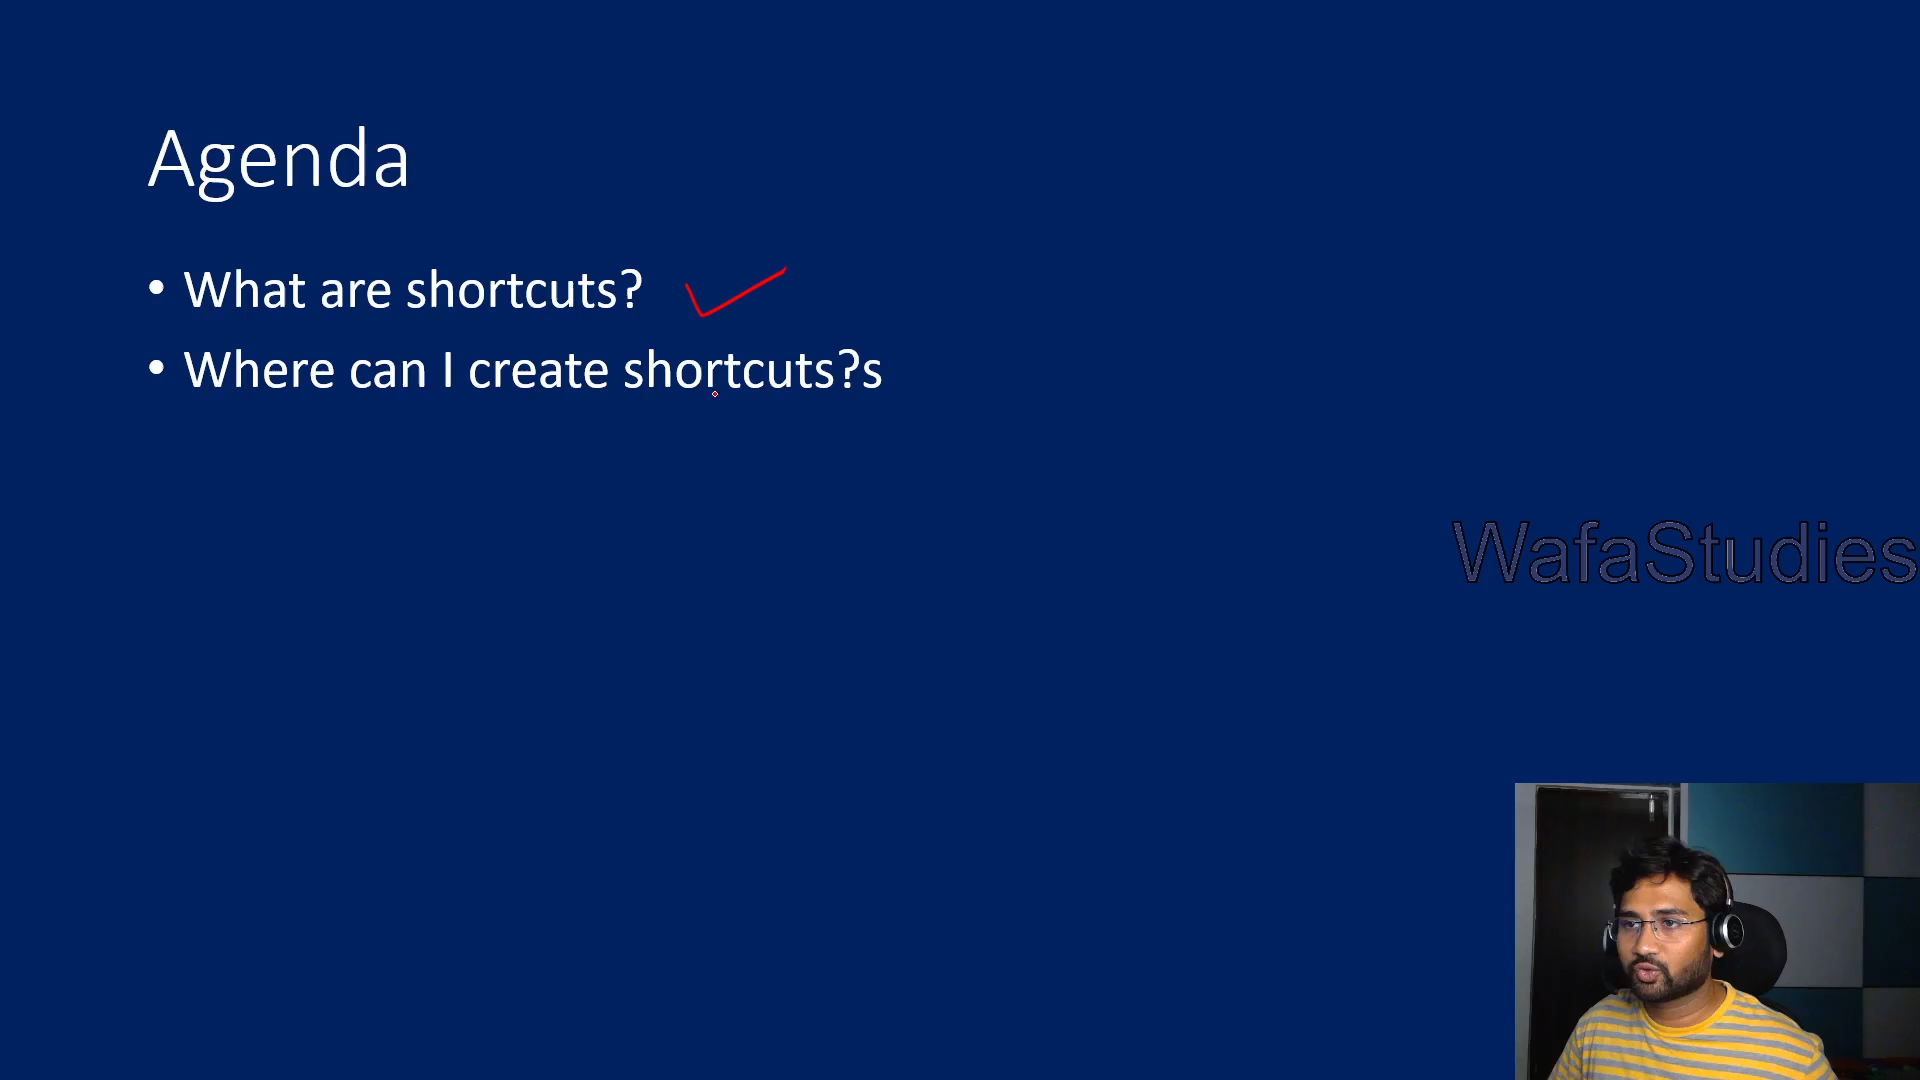 Agenda
• What are shortcuts?
• Where can I create shortcuts?s
WafaStudies